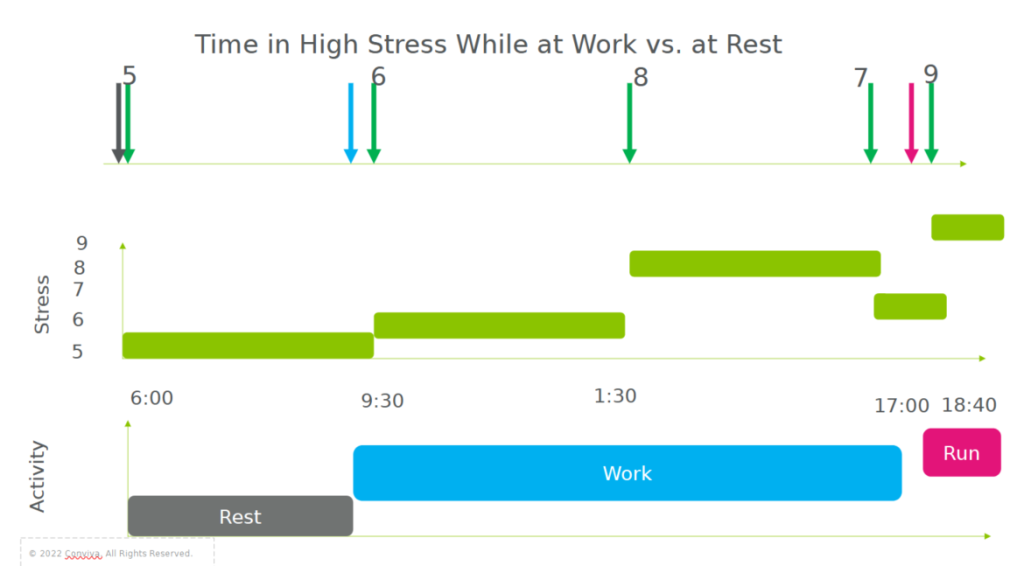 Time in High Stress While at Work vs. at Rest
5
6
8
7
9
Stress
9
8
7
6
5
6:00
9:30
1:30
17:00
18:40
Activity
Run
Work
Rest
© 2022 Conviva. All Rights Reserved.